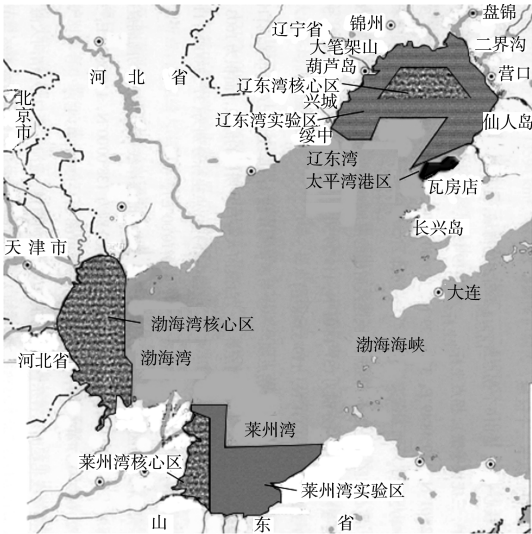 盘锦
锦州
辽宁省
大笔架山
二界沟
葫芦岛
河北省
营口
辽东湾核心区
兴城
北京市
辽东湾实验区
仙人岛
绥中
辽东湾
太平湾港区
瓦房店
长兴岛
天津市
大连
渤海湾核心区
渤海海峡
河北省
渤海湾
莱州湾
莱州湾核心区
莱州湾实验区
山东省